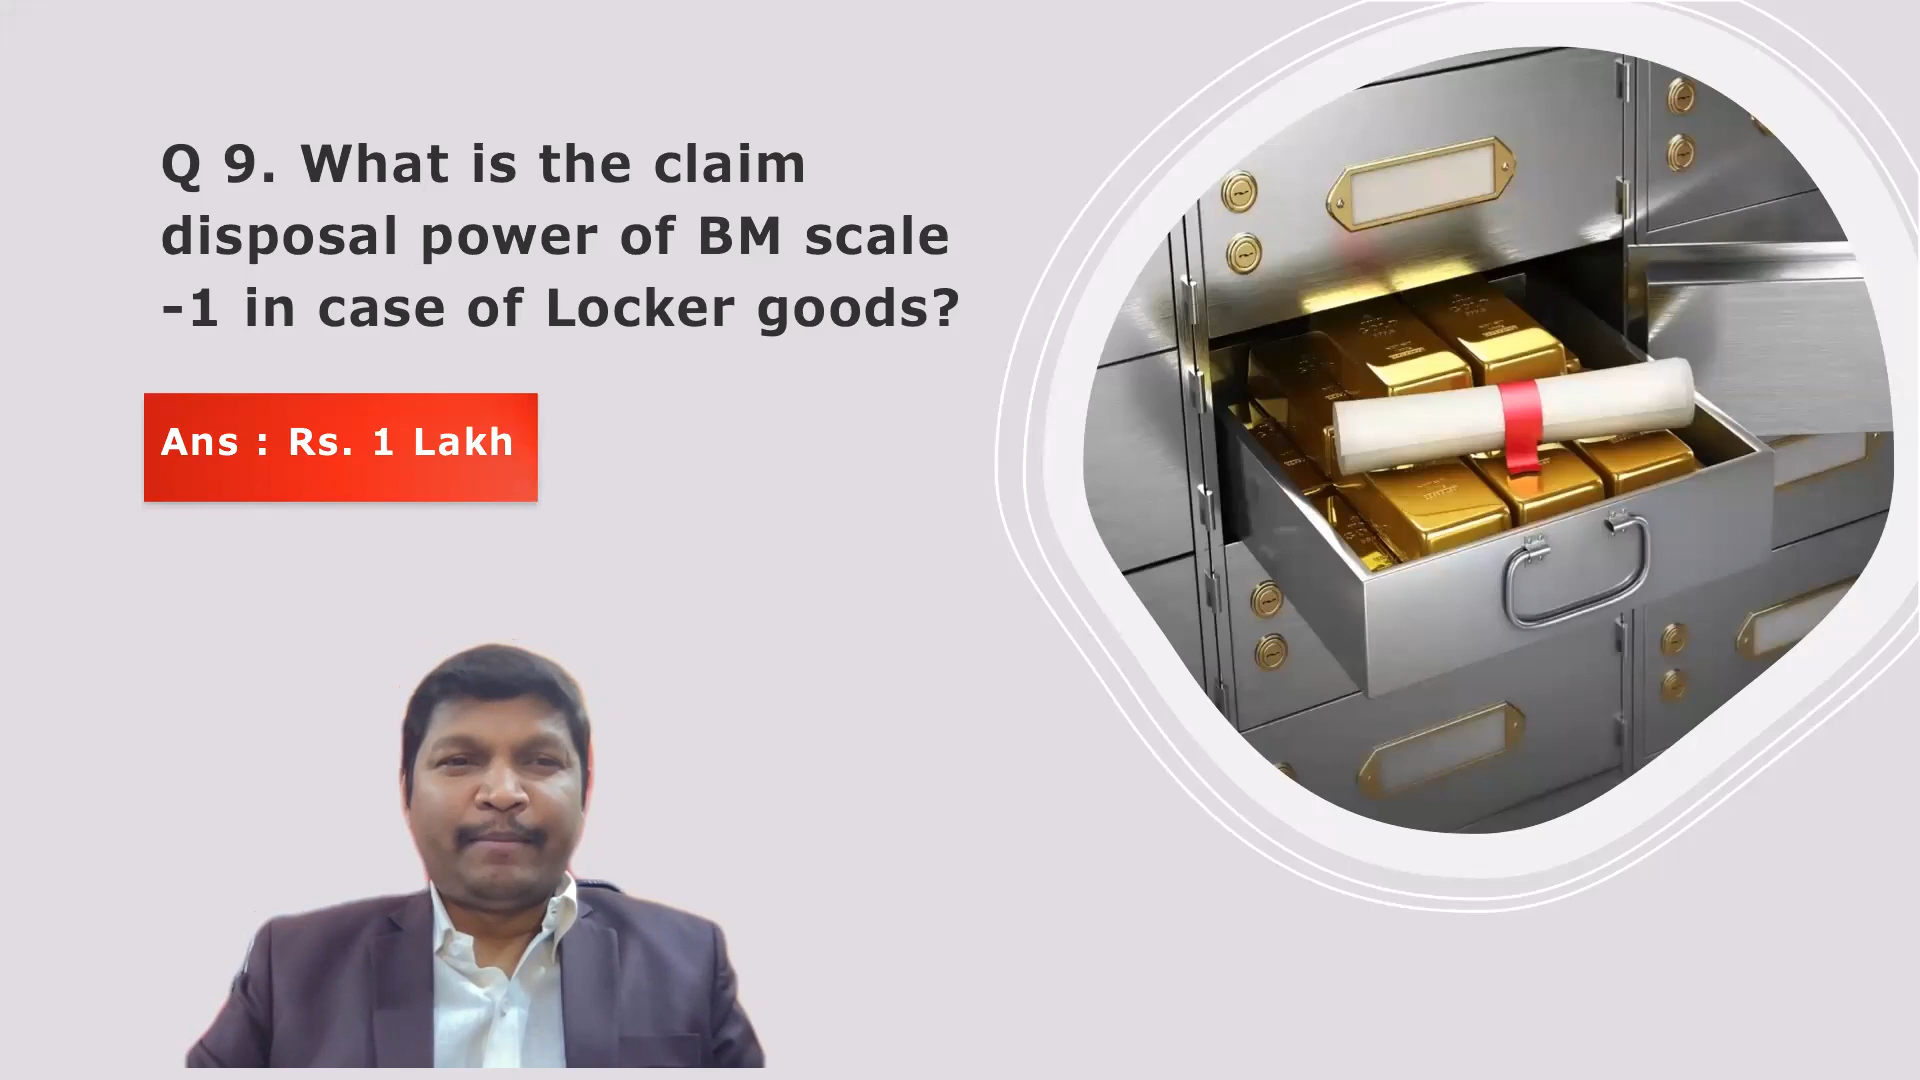 Q 9. What is the claim
disposal power of BM scale
-1 in case of Locker goods?
Ans : Rs. 1 Lakh